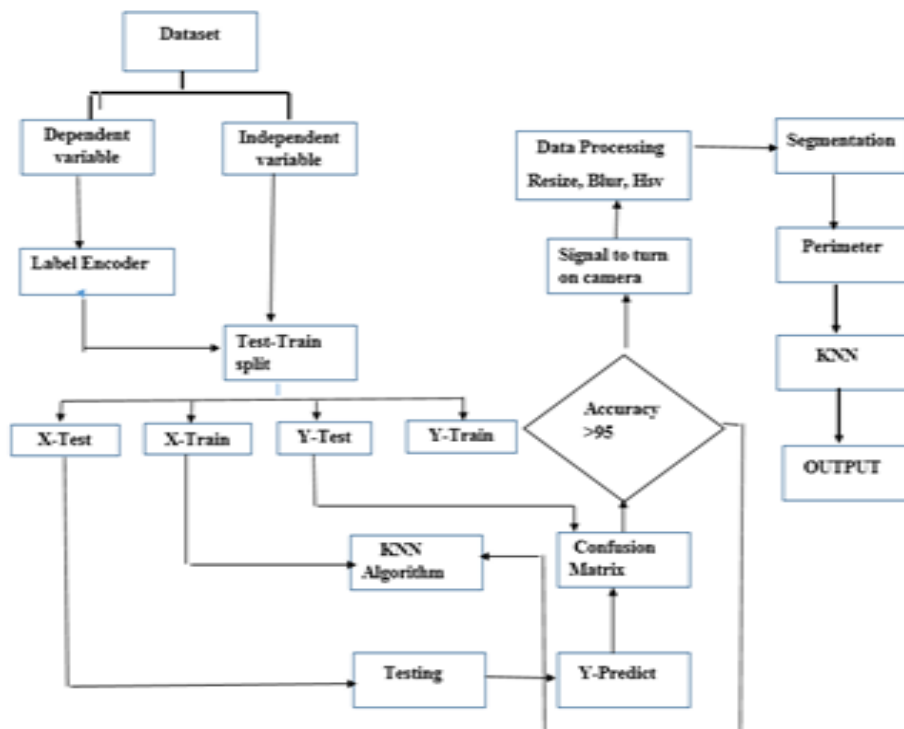 Dataset
Dependent
variable
Independent
variable
Label Encoder
Test-Train
split
X-Test
X-Train
Y-Test
Y-Train
KNN
Algorithm
Testing
Y-Predict
Confusion
Matrix
Accuracy
>95
Signal to turn
on camera
Data Processing
Resize, Blur, Hsv
Segmentation
Perimeter
KNN
OUTPUT